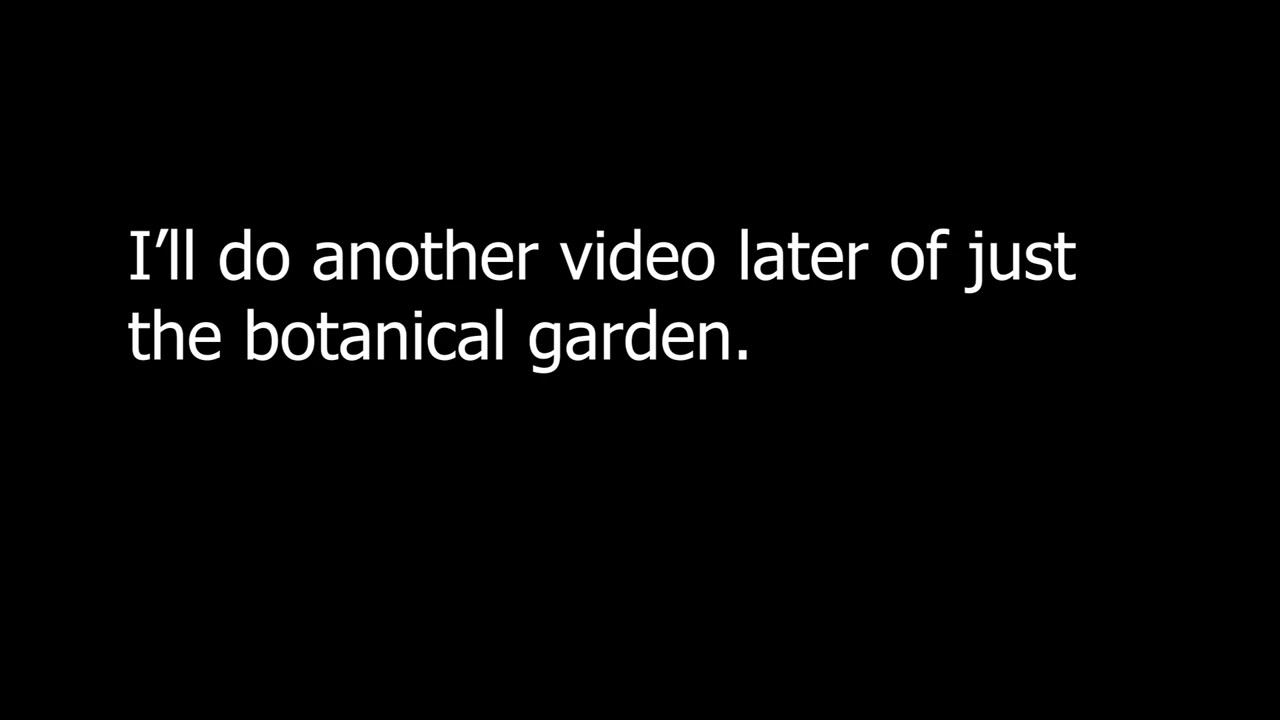 I’ll do another video later of just
the botanical garden.